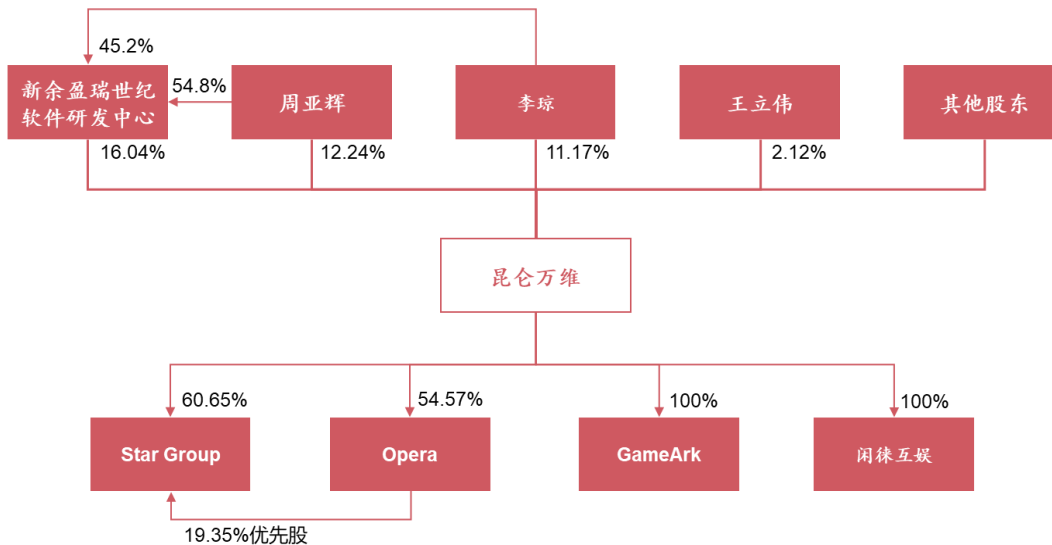 45.2%
新余盈瑞世纪
软件研发中心
54.8%
周亚辉
李琼
王立伟
其他股东
16.04%
12.24%
11.17%
2.12%
昆仑万维
60.65%
54.57%
100%
100%
Star Group
Opera
GameArk
闲徕互娱
19.35%优先股